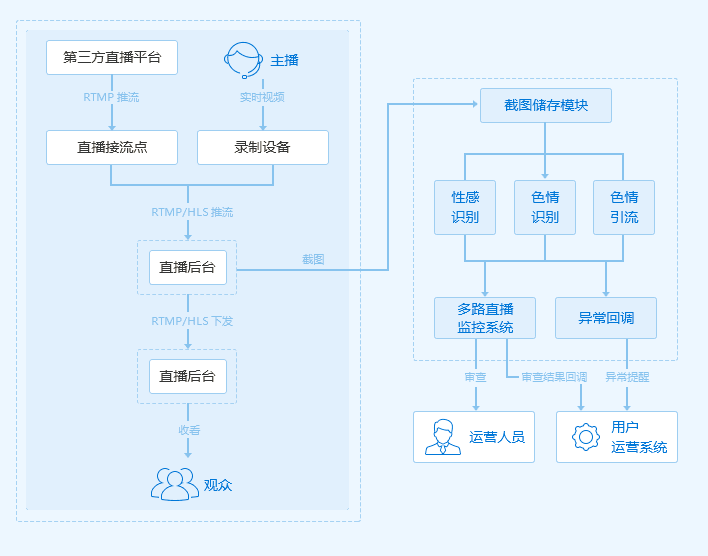 第三方直播平台
主播
RTMP 推流
实时视频
直播接流点
录制设备
RTMP/HLS 推流
直播后台
截图
RTMP/HLS 下发
直播后台
收看
观众
截图储存模块
性感
识别
色情
识别
色情
引流
多路直播
监控系统
异常回调
审查
审查结果回调
异常提醒
运营人员
用户
运营系统